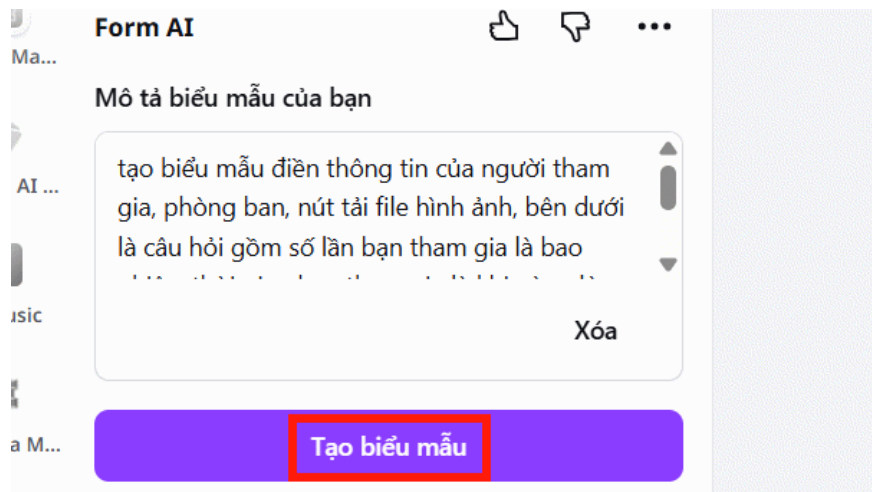 Form AI
Ma...
Mô tả biểu mẫu của bạn
tạo biểu mẫu điền thông tin của người tham
AI ...
gia, phòng ban, nút tải file hình ảnh, bên dưới
là câu hỏi gồm số lần bạn tham gia là bao
usic
Xóa
a M...
Tạo biểu mẫu